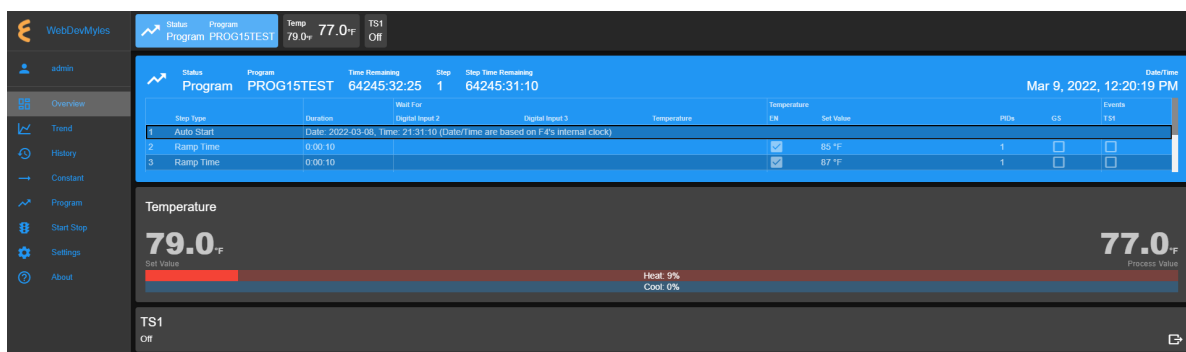 WebDevMyles
admin
Overview
Trend
History
Constant
Program
Start Stop
Settings
About
Status Program
Program PROG15TEST
Temp
79.0°F 77.0°F
TS1
Off
Status Program Time Remaining Step Step Time Remaining Date/Time
Program PROG15TEST 64245:32:25 1 64245:31:10 Mar 9, 2022, 12:20:19 PM
Wait For Temperature Events
Step Type Duration Digital Input 2 Digital Input 3 Temperature EN Set Value PIDs GS TS1
1 Auto Start Date: 2022-03-08, Time: 21:31:10 (Date/Time are based on F4's internal clock)
2 Ramp Time 0:00:10 85 °F 1
3 Ramp Time 0:00:10 87 °F 1
Temperature
79.0°F 77.0°F
Set Value Process Value
Heat: 9%
Cool: 0%
TS1
Off